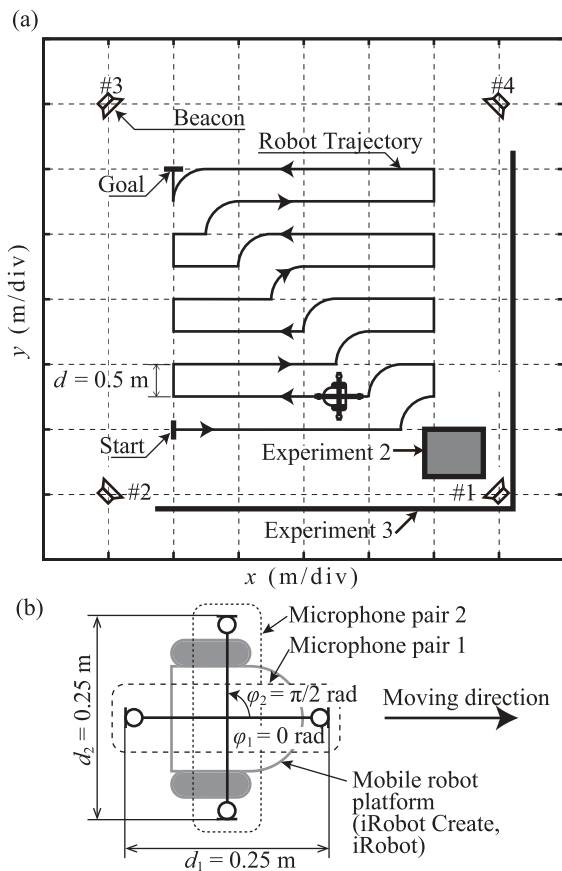 (a)
#3
#4
Beacon
Robot Trajectory
Goal
y (m/div)
d = 0.5 m
Start
Experiment 2
#2
#1
Experiment 3
x (m/div)
(b)
Microphone pair 2
Microphone pair 1
d₂ = 0.25 m
φ₂ = π/2 rad
φ₁ = 0 rad
Moving direction
Mobile robot
platform
(iRobot Create,
iRobot)
d₁ = 0.25 m